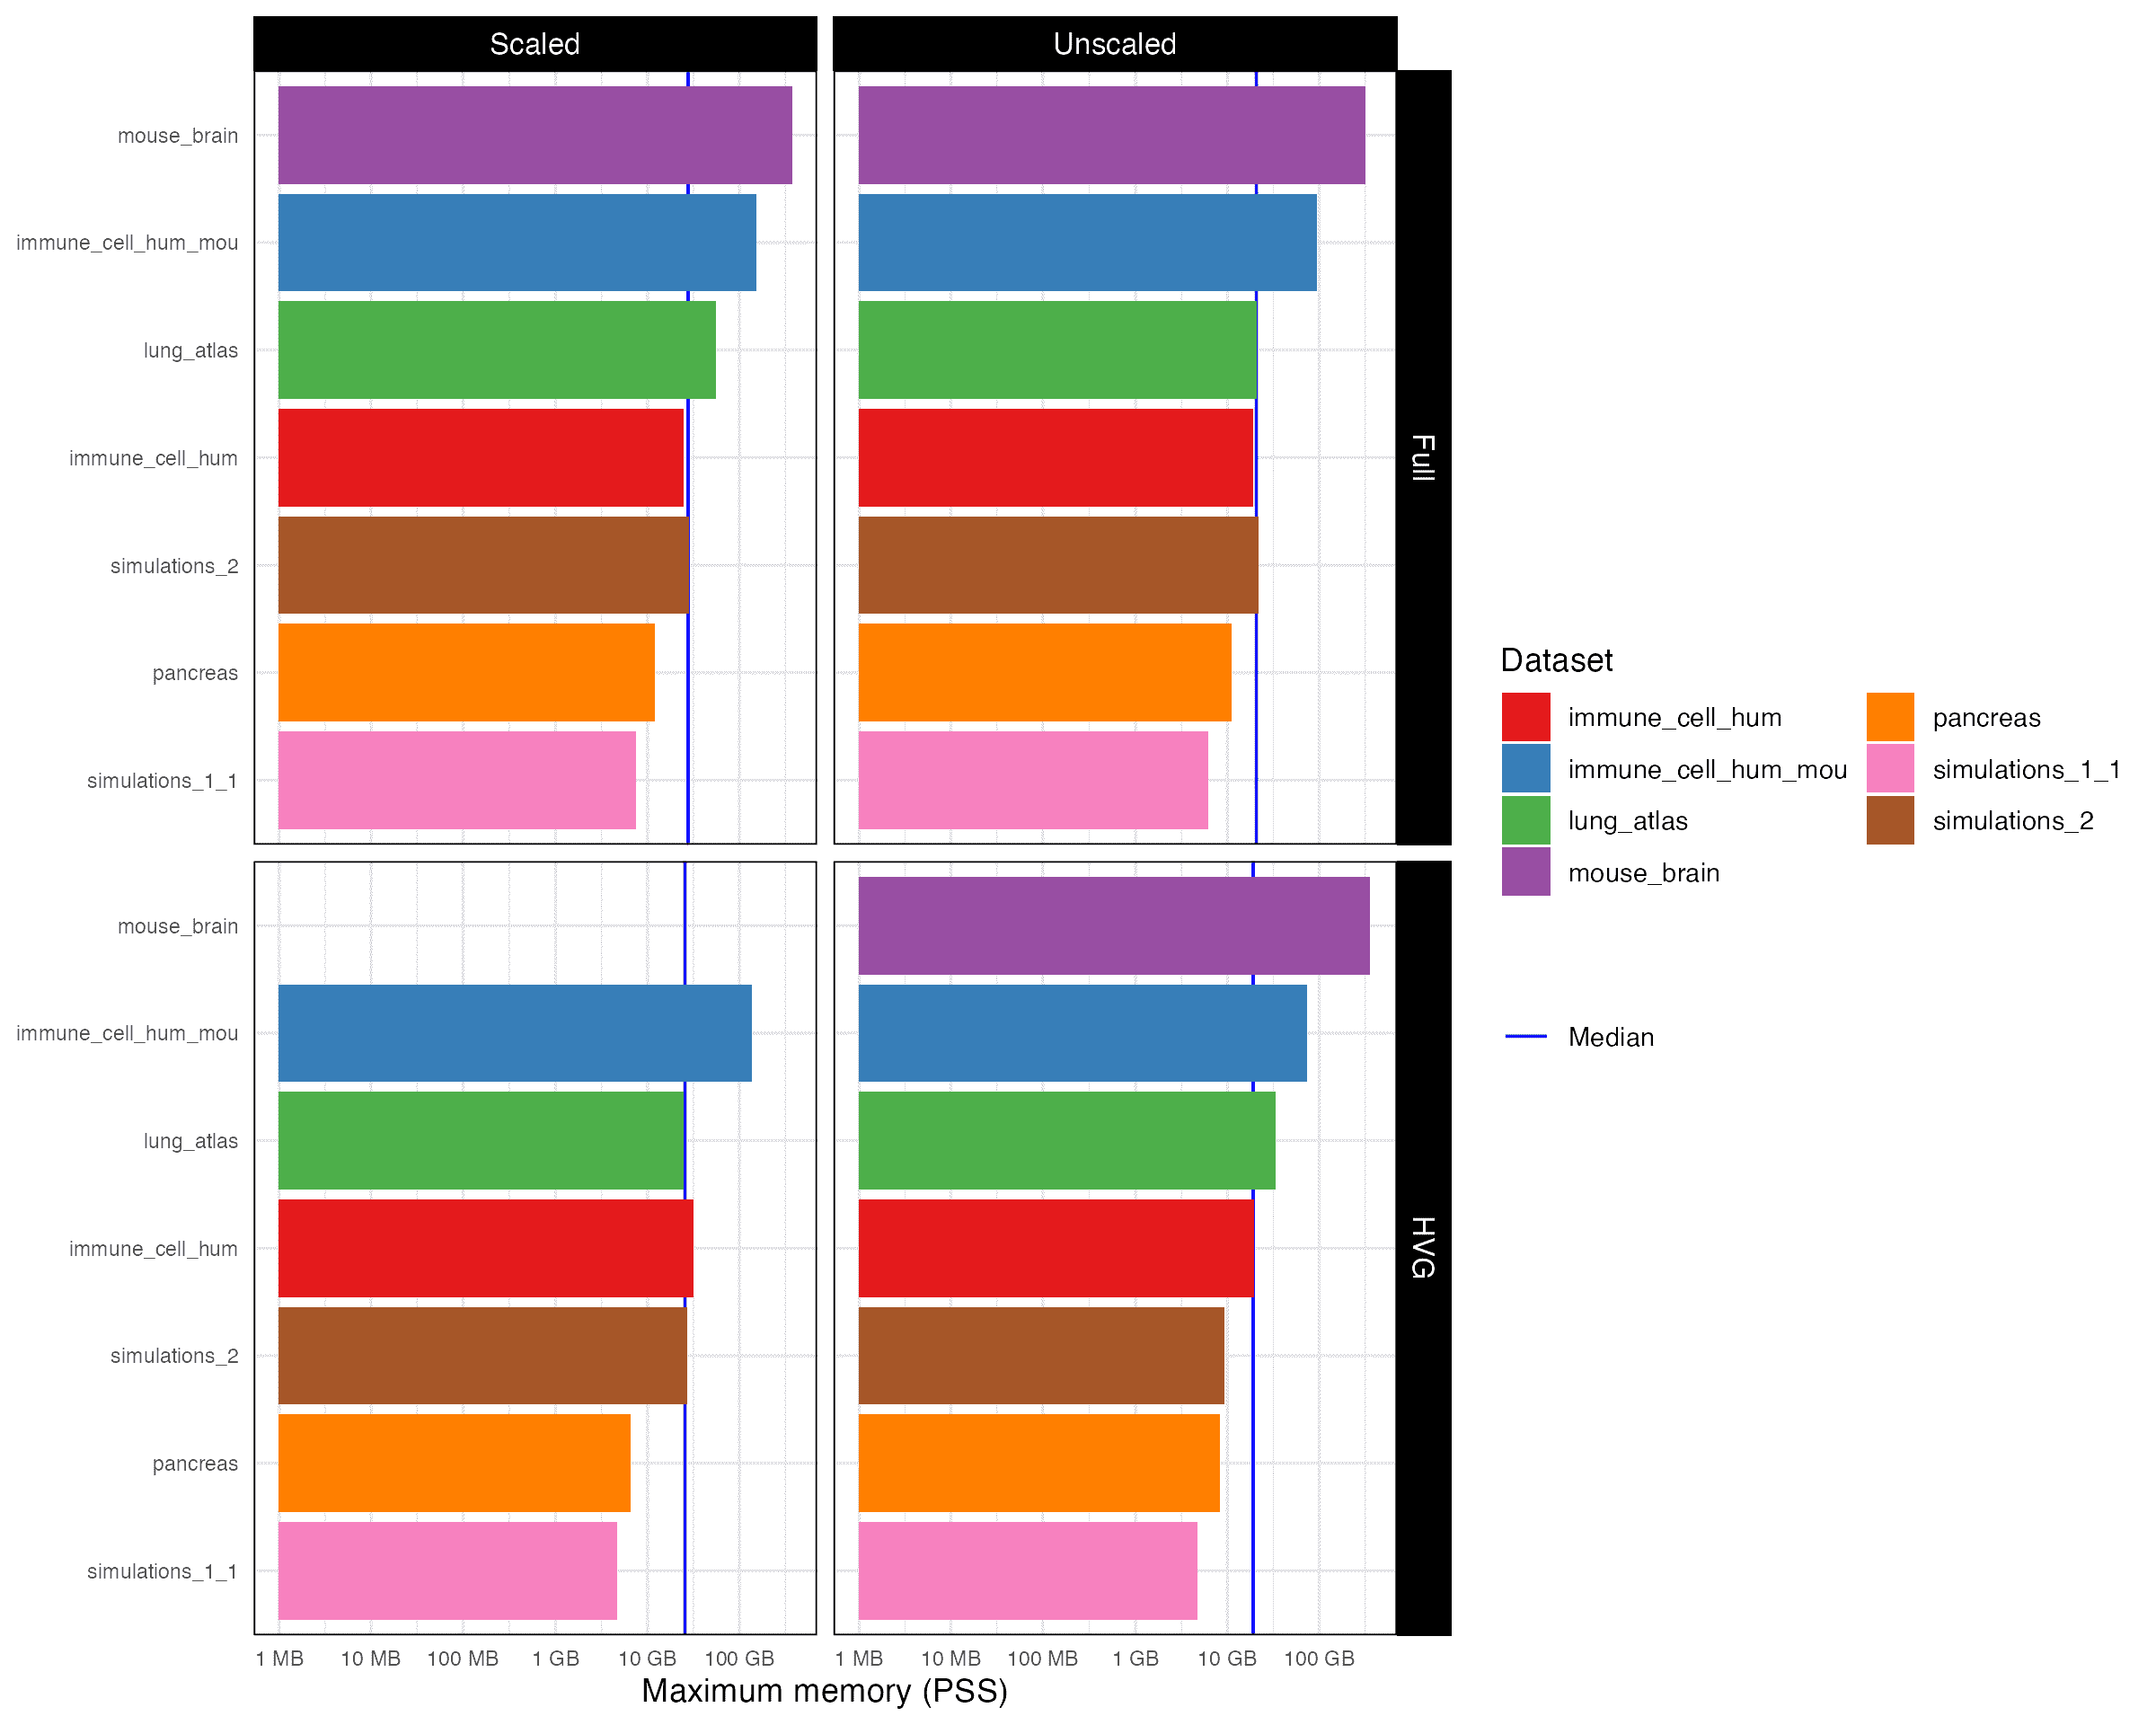 Scaled
Unscaled
mouse_brain
immune_cell_hum_mou
lung_atlas
immune_cell_hum
simulations_2
pancreas
simulations_1_1
Full
mouse_brain
immune_cell_hum_mou
lung_atlas
immune_cell_hum
simulations_2
pancreas
simulations_1_1
HVG
1 MB 10 MB 100 MB 1 GB 10 GB 100 GB
1 MB 10 MB 100 MB 1 GB 10 GB 100 GB
Maximum memory (PSS)
Dataset
immune_cell_hum
immune_cell_hum_mou
lung_atlas
mouse_brain
pancreas
simulations_1_1
simulations_2
Median